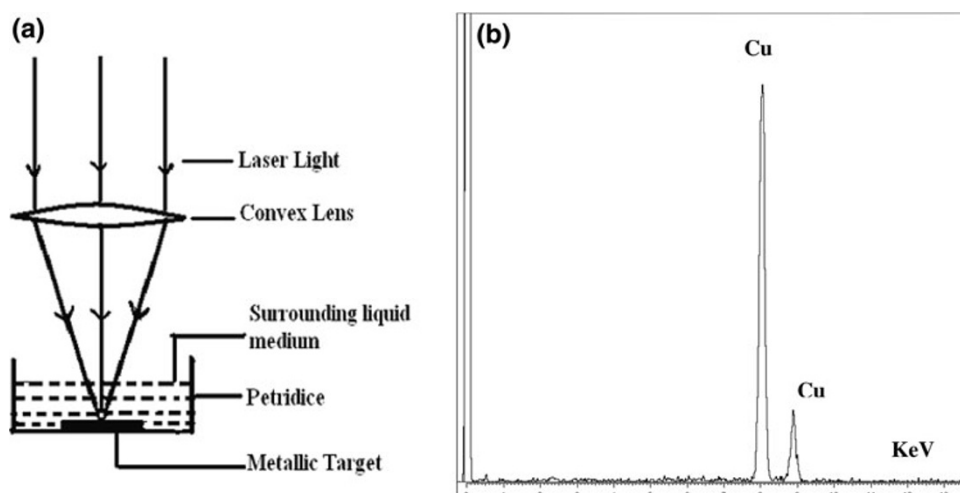 (a)
Laser Light
Convex Lens
Surrounding liquid
medium
Petridice
Metallic Target
(b)
Cu
Cu
KeV